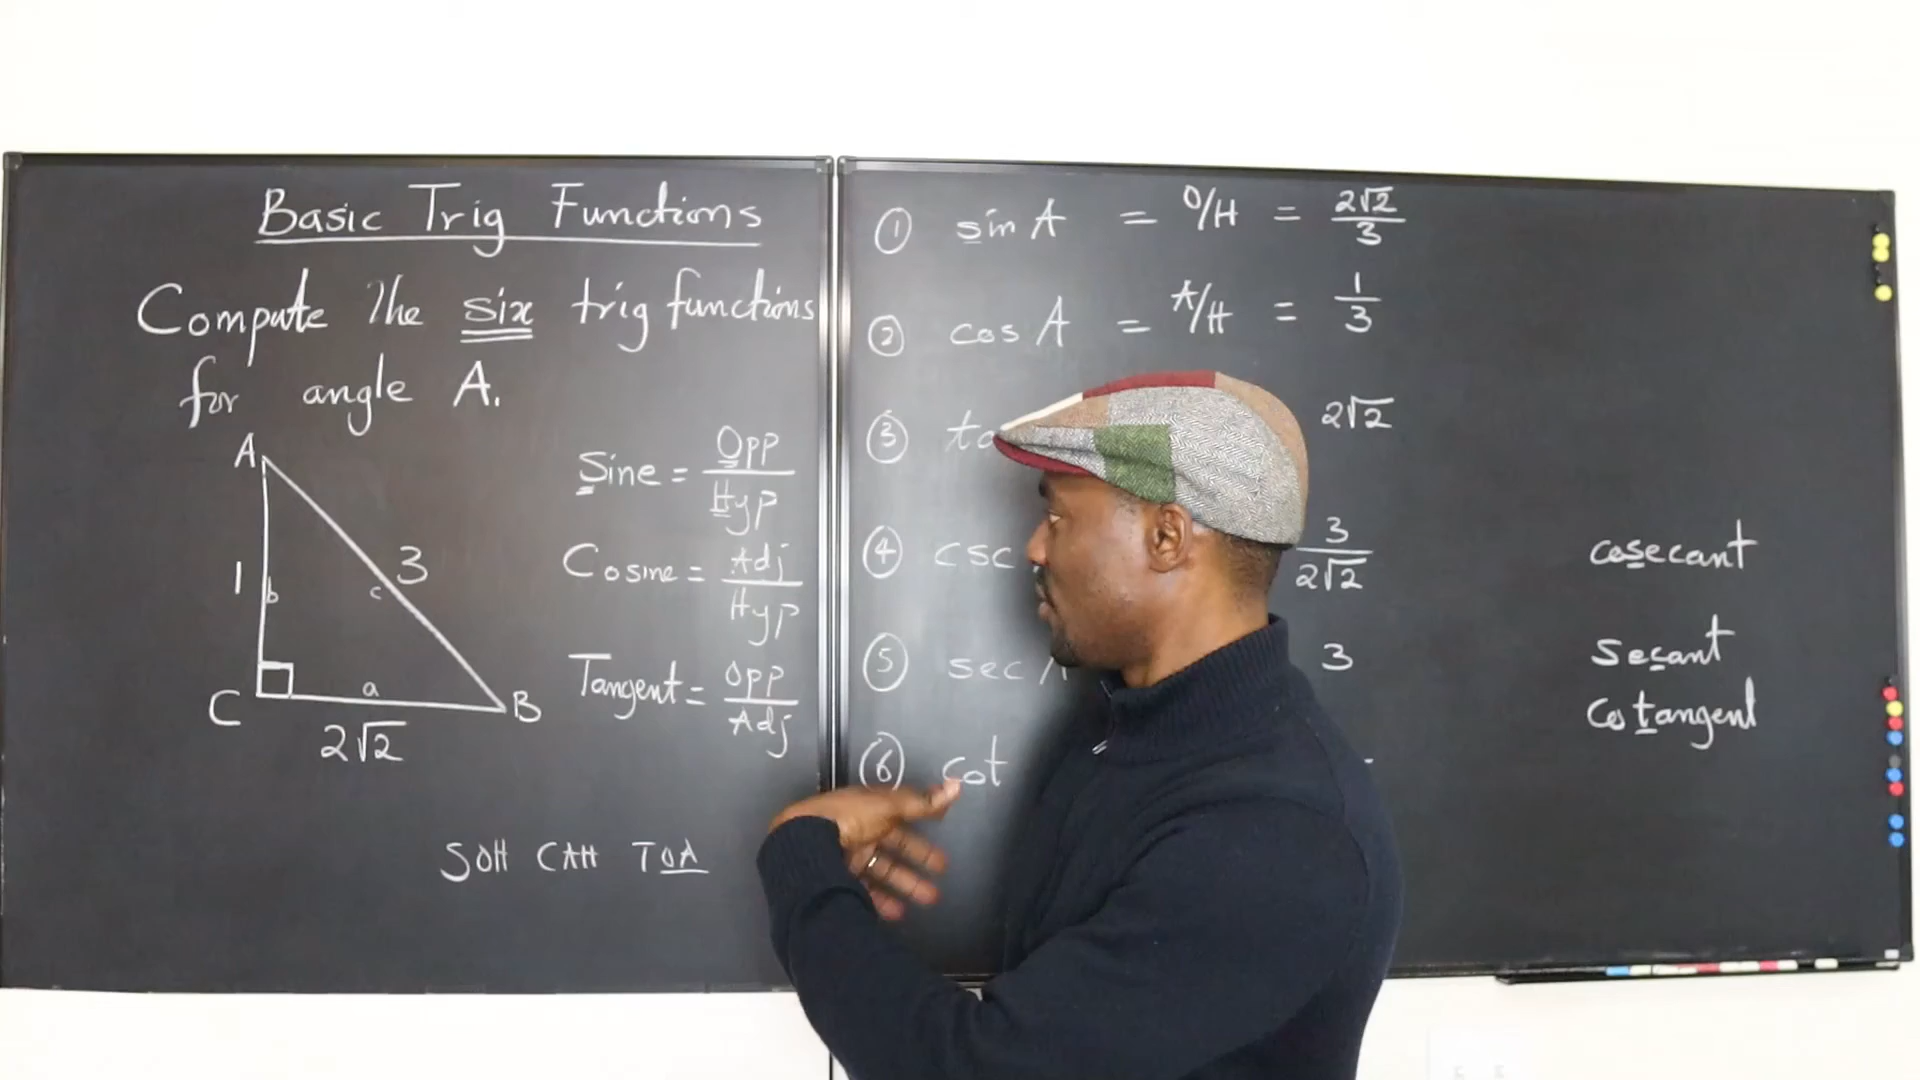 Basic Trig Functions
Compute the six trig functions
for angle A.
A
1 b c 3
C a B
2√2
Sine = Opp/Hyp
Cosine = Adj/Hyp
Tangent = Opp/Adj
SOH CAH TOA
① sin A = O/H = 2√2/3
② cos A = A/H = 1/3
③ 2√2
④ csc 3/2√2
⑤ sec 3
⑥ cot
cosecant
secant
Cotangent